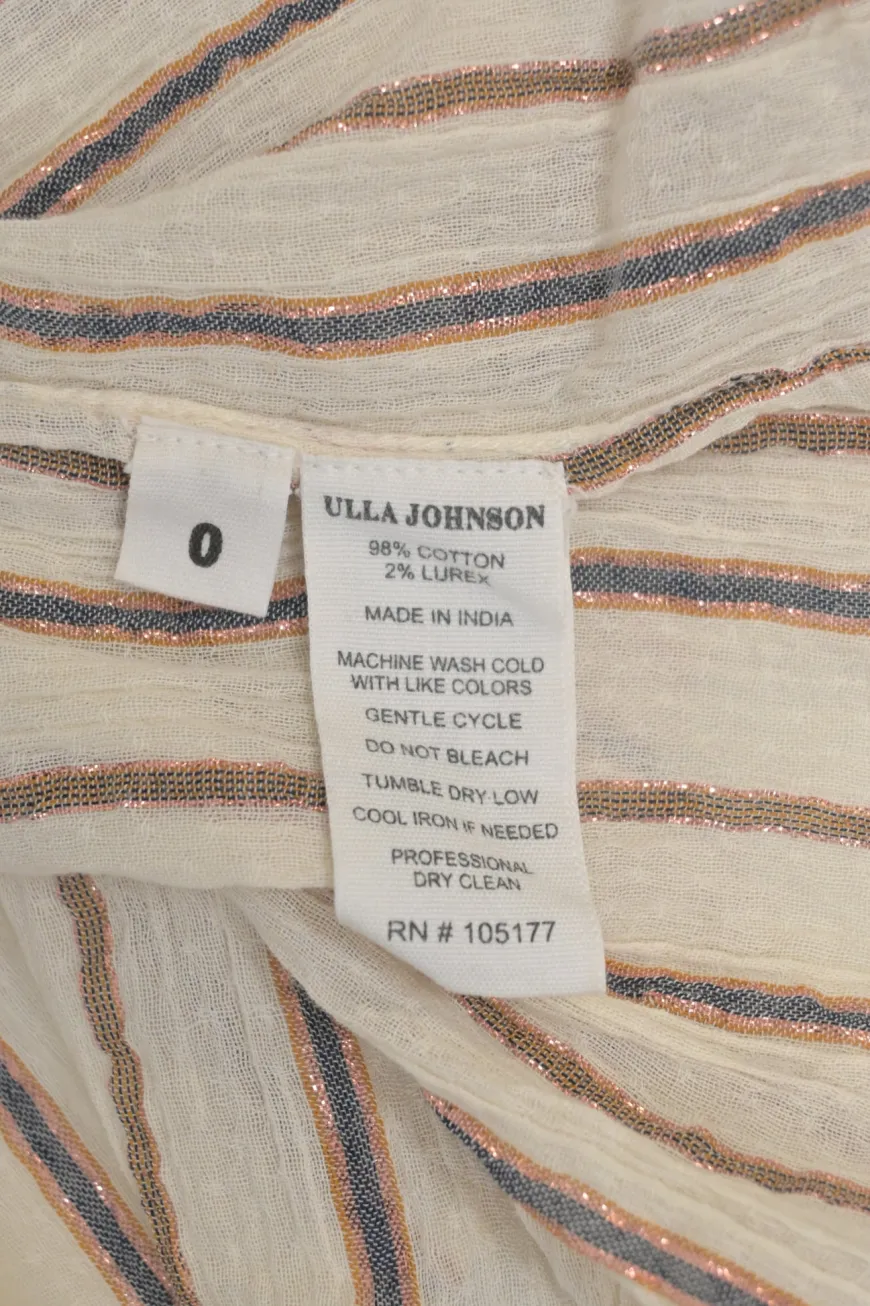 0
ULLA JOHNSON
98% COTTON
2% LUREX
MADE IN INDIA
MACHINE WASH COLD
WITH LIKE COLORS
GENTLE CYCLE
DO NOT BLEACH
TUMBLE DRY LOW
COOL IRON IF NEEDED
PROFESSIONAL
DRY CLEAN
RN # 105177